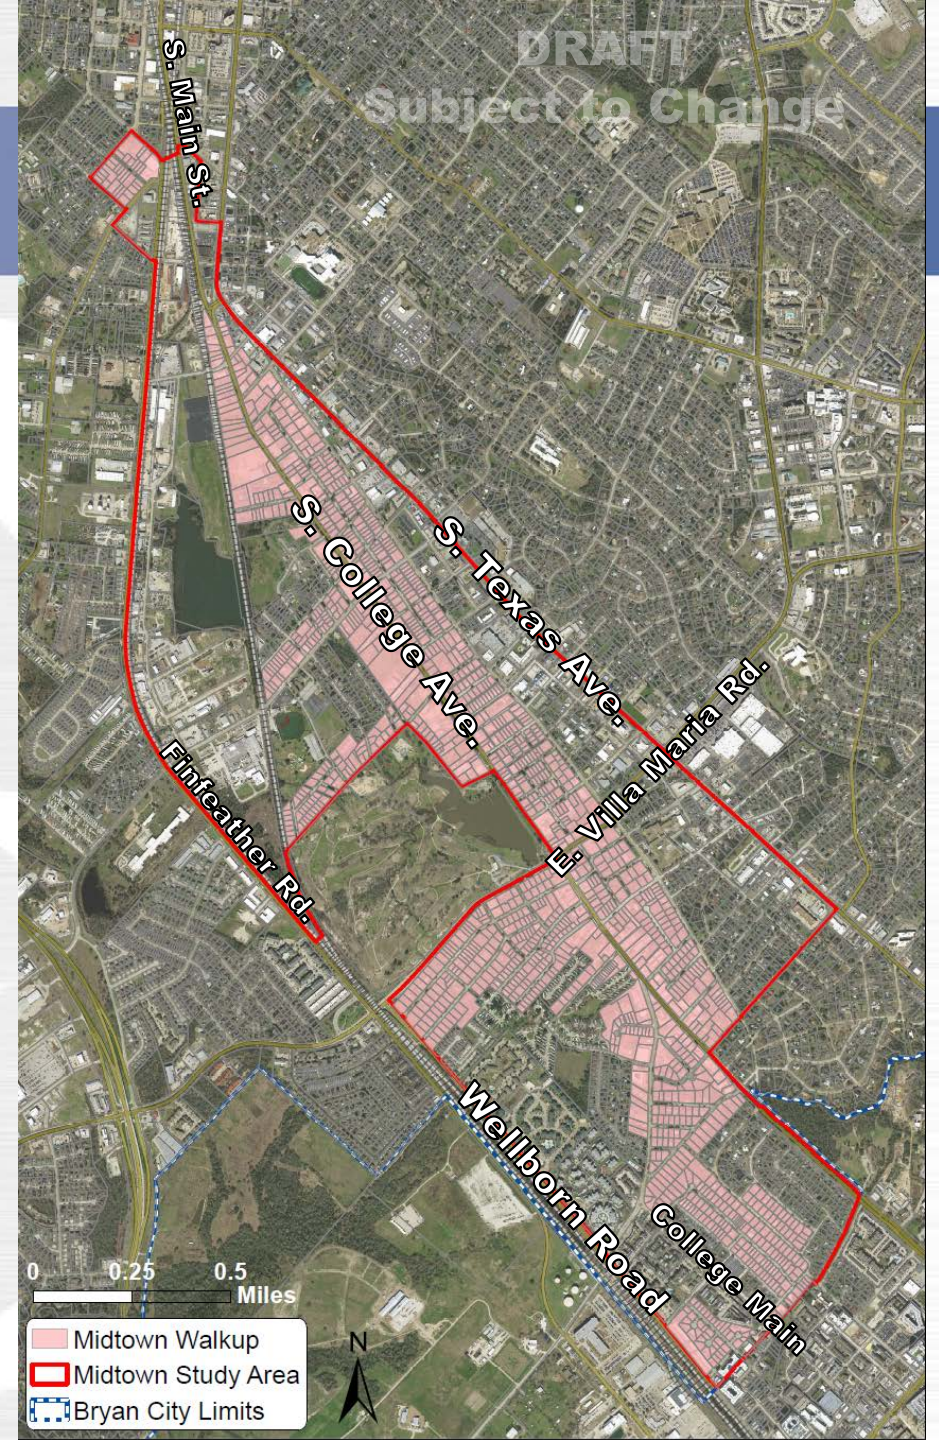 DRAFT
Subject to Change
S. Main St.
S. College Ave.
S. Texas Ave.
E. Villa Maria Rd.
Finfeather Rd.
Wellborn Road
College Main
0 0.25 0.5
Miles
N
Midtown Walkup
Midtown Study Area
Bryan City Limits